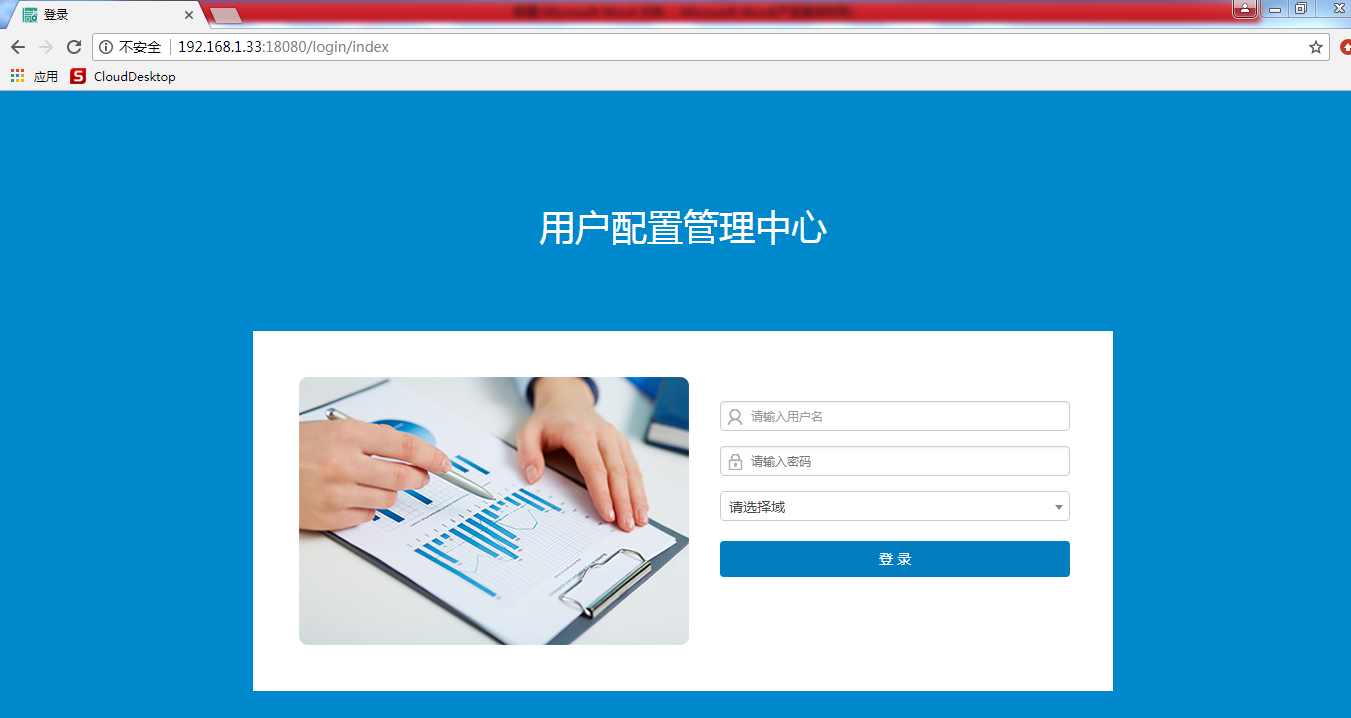 登录
不安全 192.168.1.33:18080/login/index
应用 CloudDesktop
用户配置管理中心
请输入用户名
请输入密码
请选择域
登 录